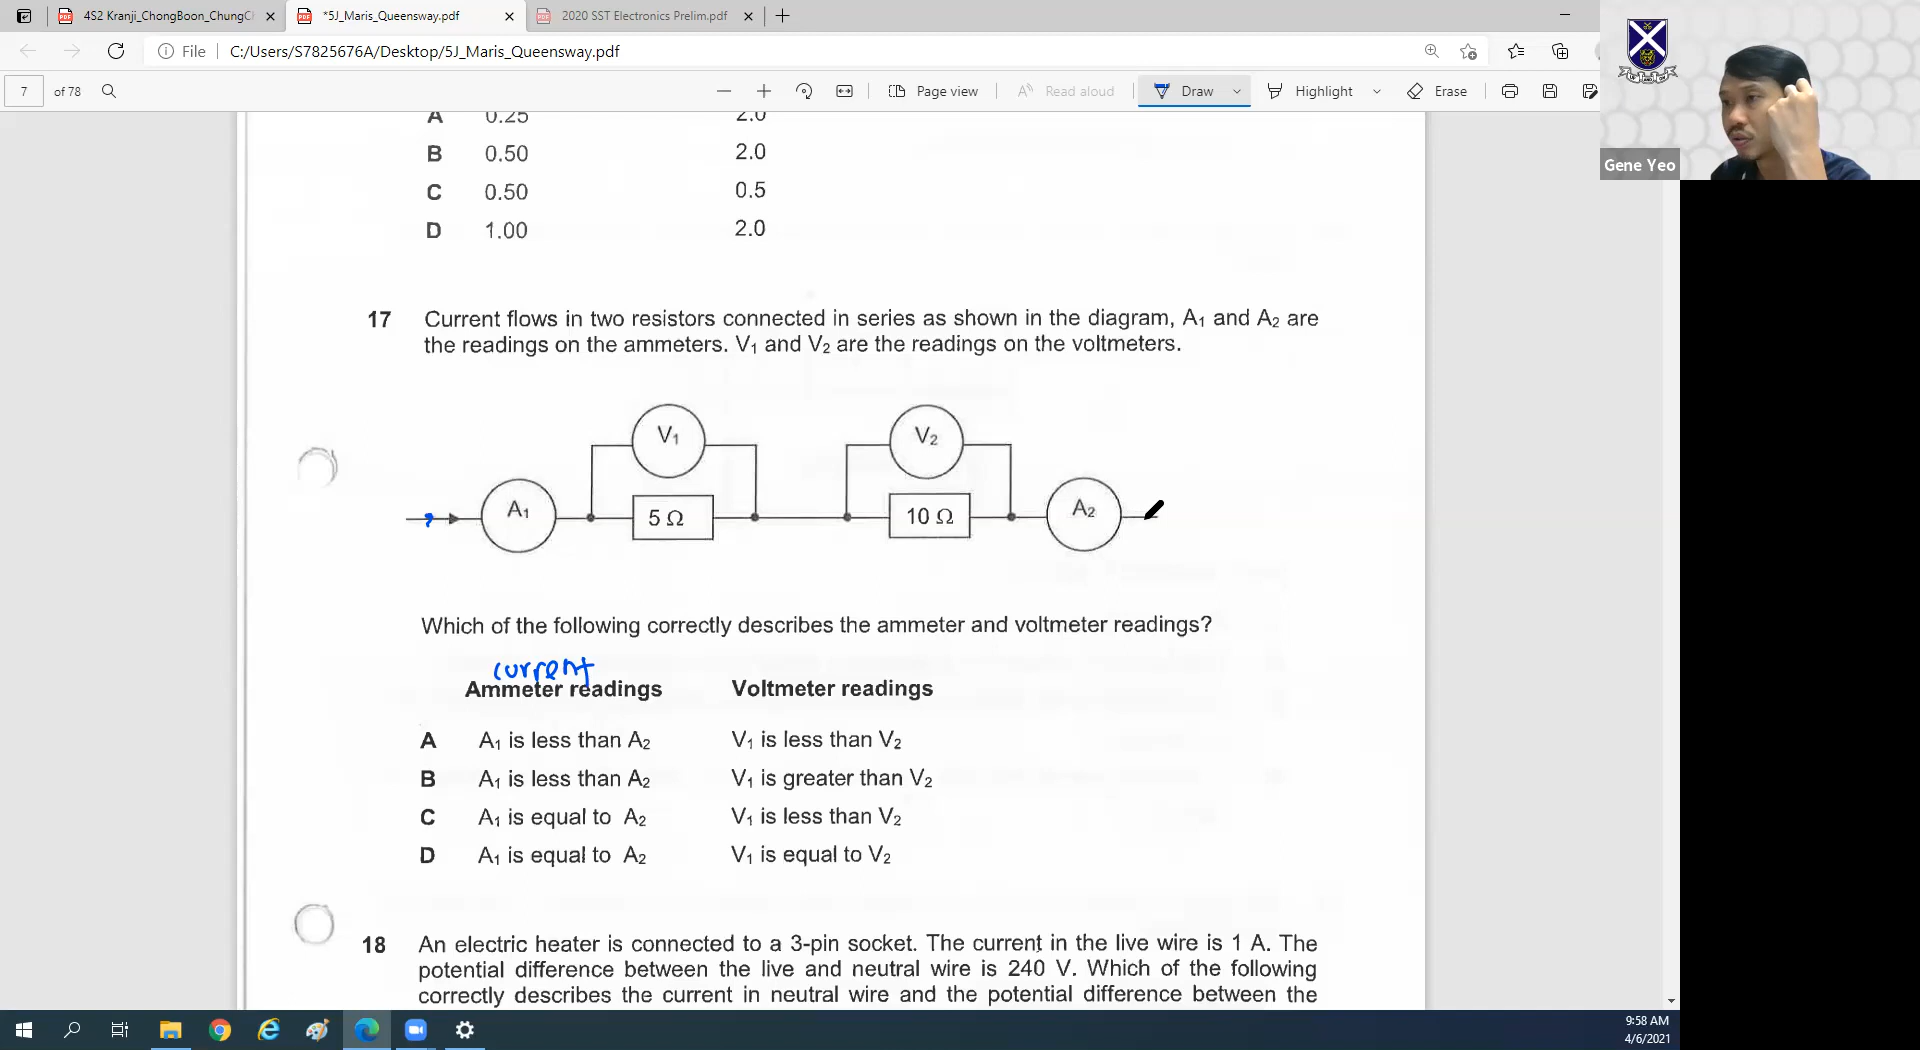 4S2 Kranji_ChongBoon_ChungC
*5J_Maris_Queensway.pdf
2020 SST Electronics Prelim.pdf
File
C:/Users/S7825676A/Desktop/5J_Maris_Queensway.pdf
7 of 78
Page view
Read aloud
Draw
Highlight
Erase
Gene Yeo
A 0.25 2.0
B 0.50 2.0
C 0.50 0.5
D 1.00 2.0
17 Current flows in two resistors connected in series as shown in the diagram, A1 and A2 are
the readings on the ammeters. V1 and V2 are the readings on the voltmeters.
V1 V2
A1 5 Ω 10 Ω A2
Which of the following correctly describes the ammeter and voltmeter readings?
current
Ammeter readings Voltmeter readings
A A1 is less than A2 V1 is less than V2
B A1 is less than A2 V1 is greater than V2
C A1 is equal to A2 V1 is less than V2
D A1 is equal to A2 V1 is equal to V2
18 An electric heater is connected to a 3-pin socket. The current in the live wire is 1 A. The
potential difference between the live and neutral wire is 240 V. Which of the following
correctly describes the current in neutral wire and the potential difference between the
9:58 AM
4/6/2021